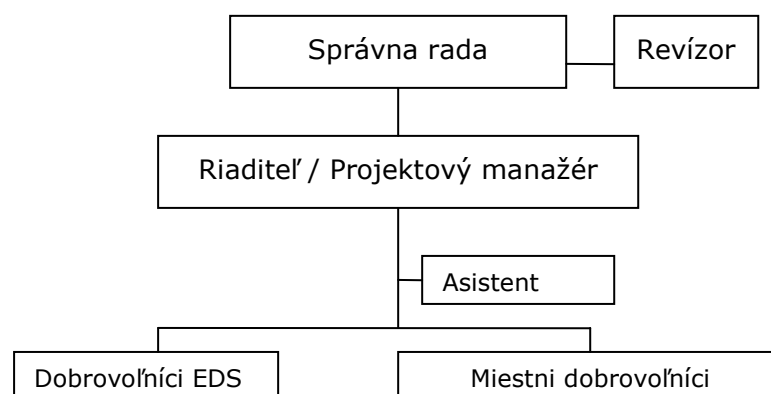 Správna rada
Revízor
Riaditeľ / Projektový manažér
Asistent
Dobrovoľníci EDS
Miestni dobrovoľníci